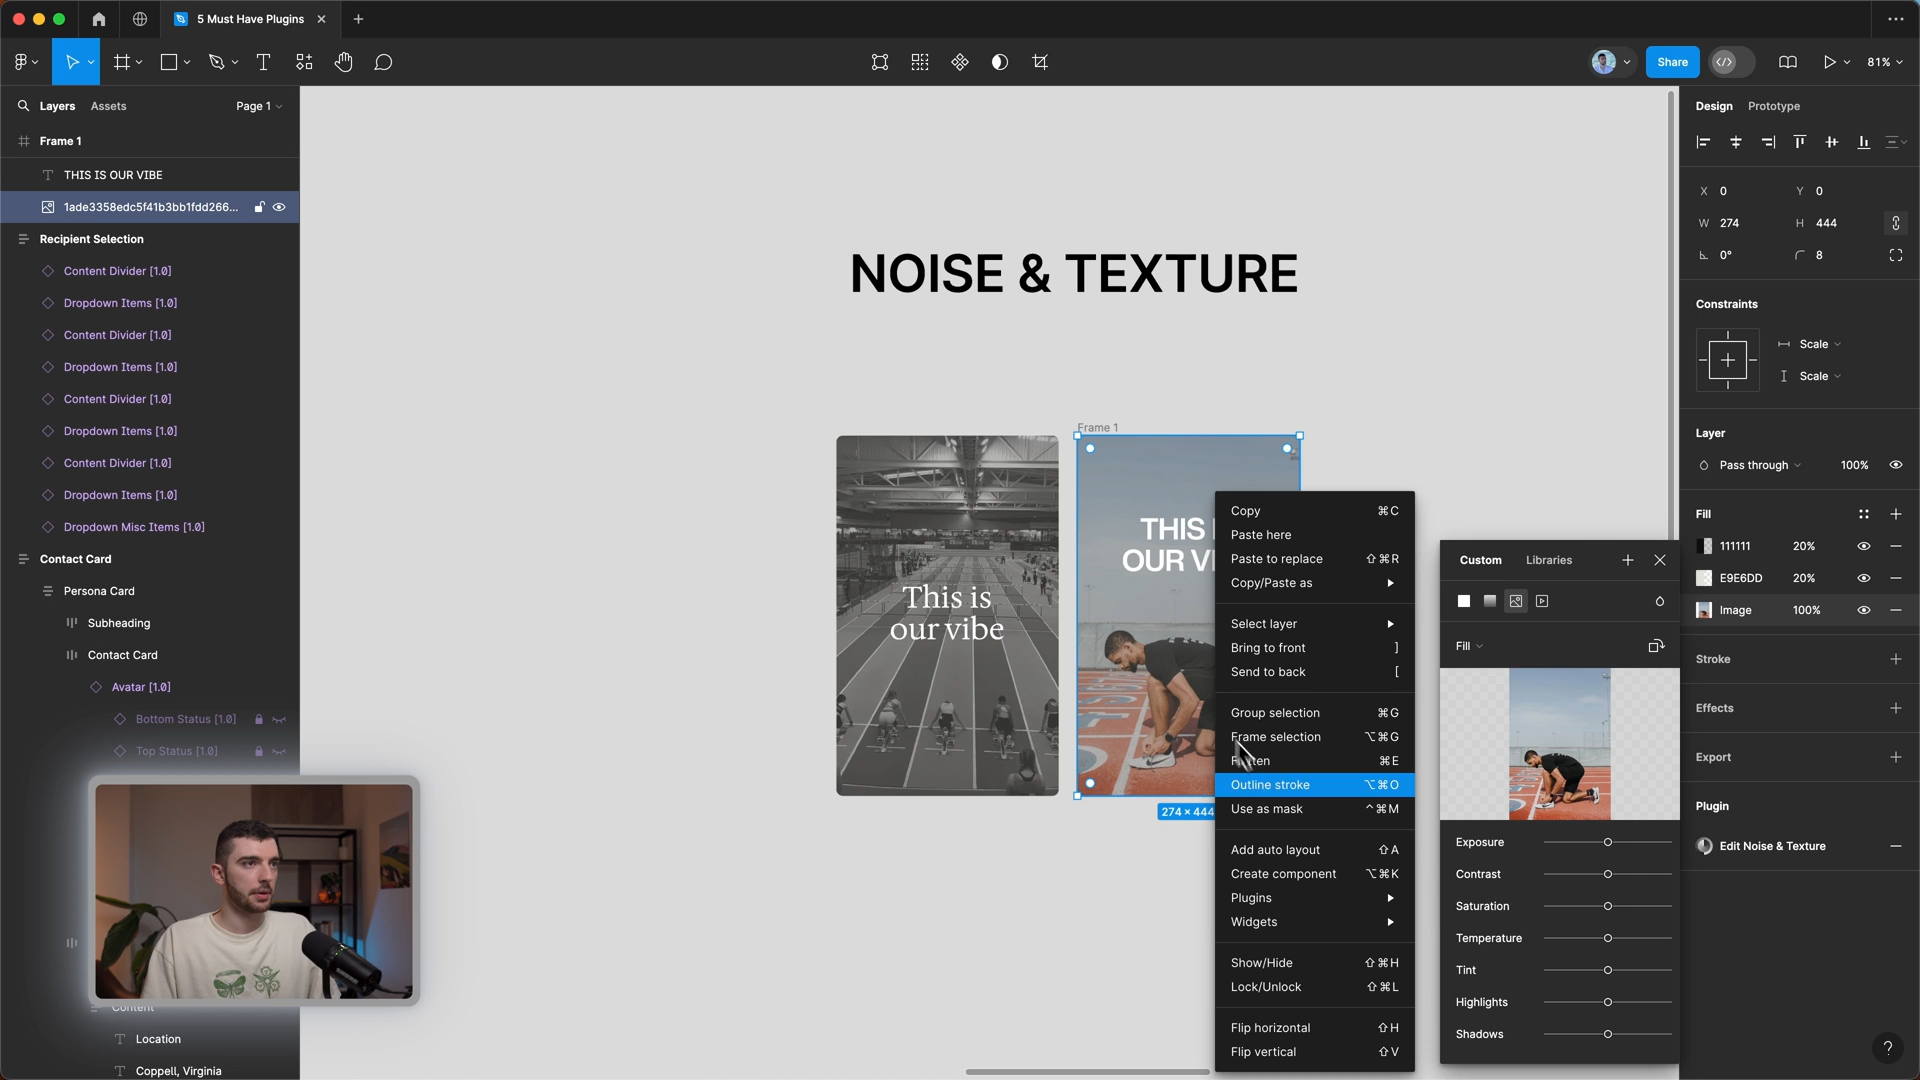 5 Must Have Plugins
Share
81%
Layers
Assets
Page 1
Frame 1
THIS IS OUR VIBE
1ade3358edc5f41b3bb1fdd266...
Recipient Selection
Content Divider [1.0]
Dropdown Items [1.0]
Content Divider [1.0]
Dropdown Items [1.0]
Content Divider [1.0]
Dropdown Items [1.0]
Content Divider [1.0]
Dropdown Items [1.0]
Dropdown Misc Items [1.0]
Contact Card
Persona Card
Subheading
Contact Card
Avatar [1.0]
Bottom Status [1.0]
Top Status [1.0]
Content
Location
Coppell, Virginia
NOISE & TEXTURE
This is
our vibe
Frame 1
THIS
OUR V
274 × 444
Copy ⌘C
Paste here
Paste to replace ⇧⌘R
Copy/Paste as
Select layer
Bring to front ]
Send to back [
Group selection ⌘G
Frame selection ⌥⌘G
Flatten ⌘E
Outline stroke ⌥⌘O
Use as mask ^⌘M
Add auto layout ⇧A
Create component ⌥⌘K
Plugins
Widgets
Show/Hide ⇧⌘H
Lock/Unlock ⇧⌘L
Flip horizontal ⇧H
Flip vertical ⇧V
Custom
Libraries
Fill
Exposure
Contrast
Saturation
Temperature
Tint
Highlights
Shadows
Design
Prototype
X 0
Y 0
W 274
H 444
0°
8
Constraints
Scale
Scale
Layer
Pass through
100%
Fill
111111 20%
E9E6DD 20%
Image 100%
Stroke
Effects
Export
Plugin
Edit Noise & Texture
?